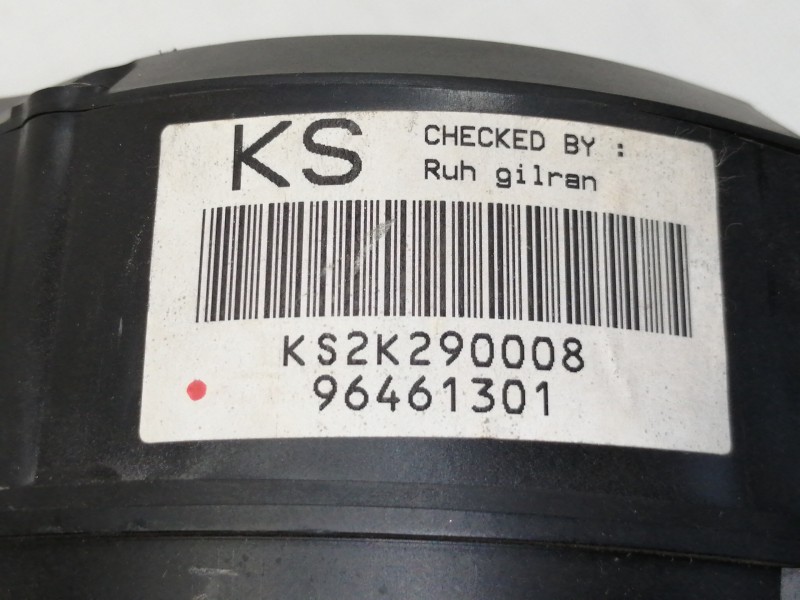 KS
CHECKED BY :
Ruh gilran
KS2K290008
96461301